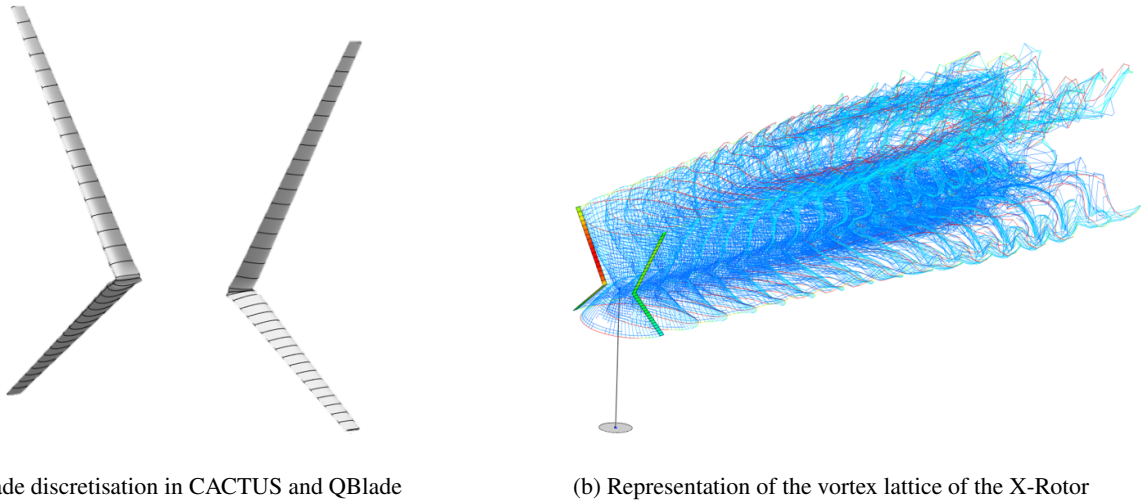 ade discretisation in CACTUS and QBlade
(b) Representation of the vortex lattice of the X-Rotor